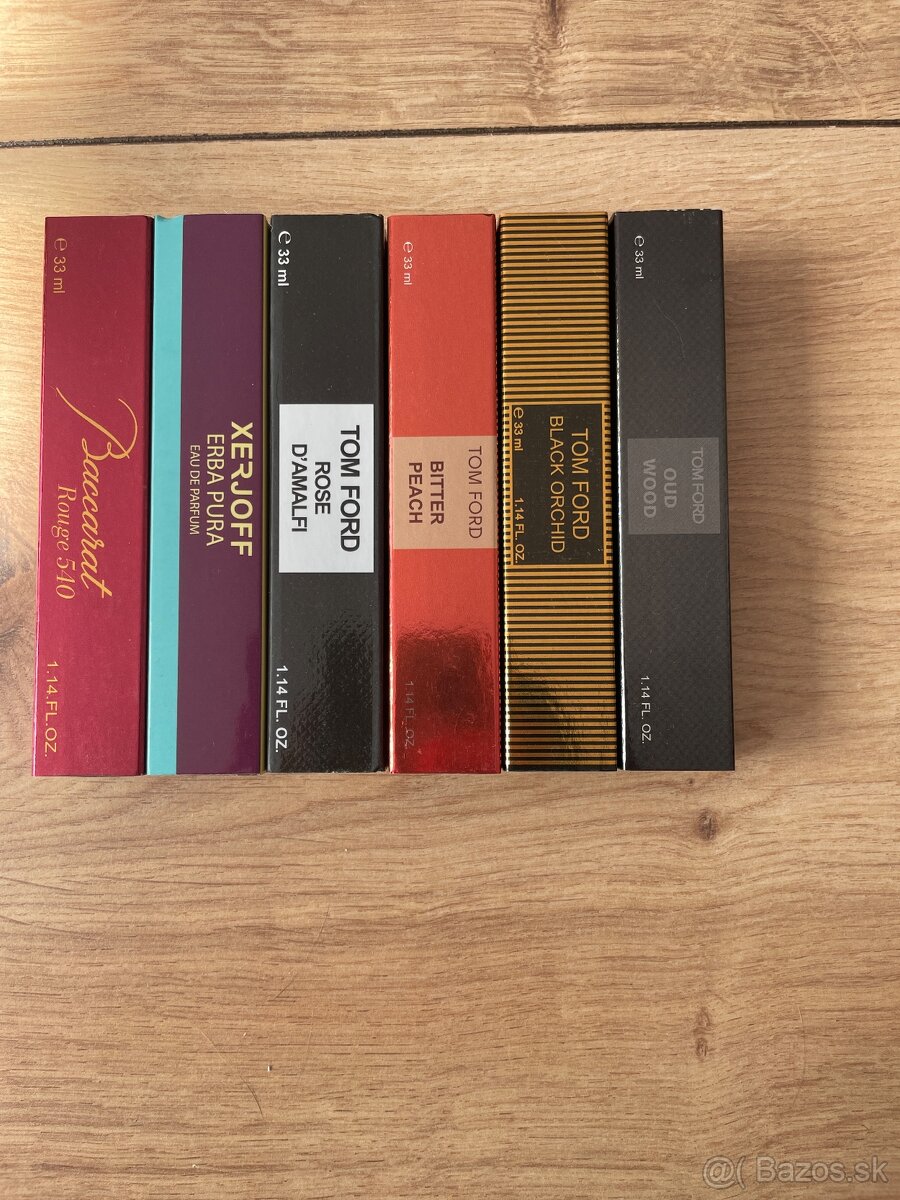 ℮ 33 ml
Baccarat
Rouge 540
1.14.FL.OZ.
XERJOFF
ERBA PURA
EAU DE PARFUM
℮ 33 ml
TOM FORD
ROSE
D'AMALFI
1.14 FL. OZ.
℮ 33 ml
TOM FORD
BITTER
PEACH
1.14 FL. OZ.
TOM FORD
BLACK ORCHID
℮ 33 ml 1.14 FL. OZ.
℮ 33 ml
TOM FORD
OUD
WOOD
1.14 FL. OZ.
@( Bazos.sk